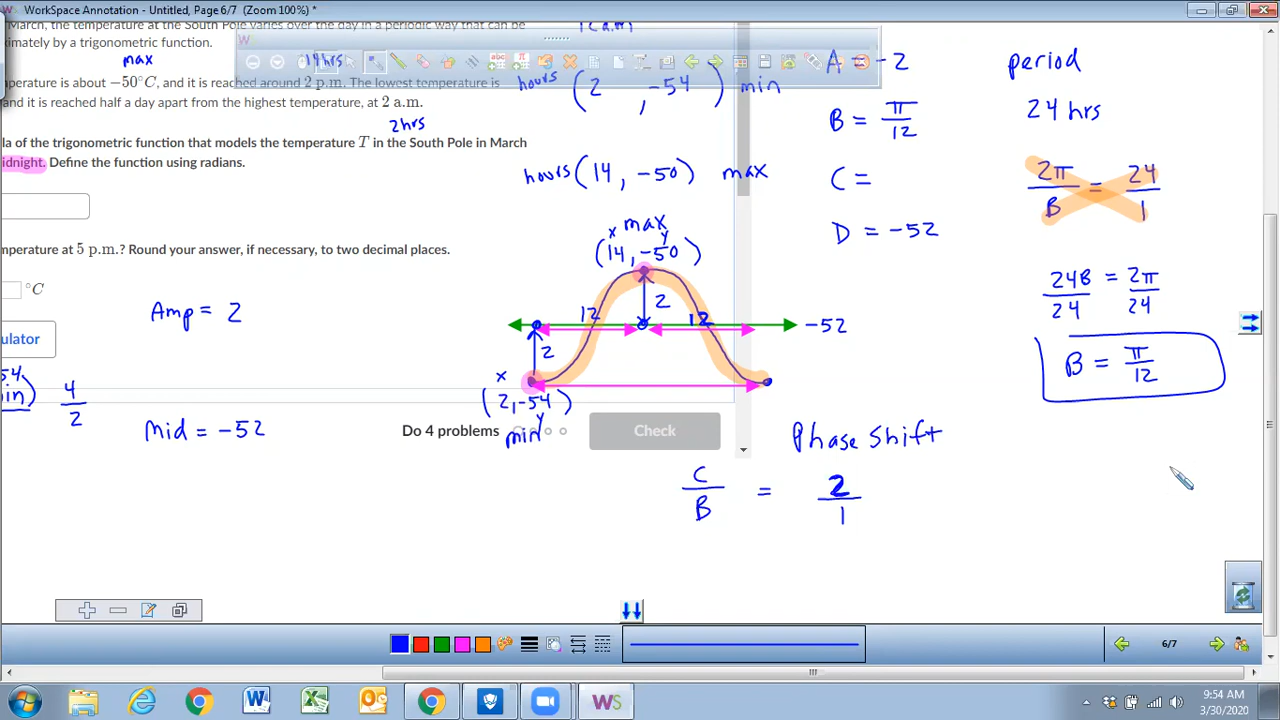 WorkSpace Annotation - Untitled, Page 6/7 (Zoom 100%) *
March, the temperature at the South Pole varies over the day in a periodic way that can be
ximately by a trigonometric function.
max
14hrs
nperature is about −50°C, and it is reached around 2 p.m. The lowest temperature is
and it is reached half a day apart from the highest temperature, at 2 a.m.
2hrs
la of the trigonometric function that models the temperature T in the South Pole in March
idnight. Define the function using radians.
nperature at 5 p.m.? Round your answer, if necessary, to two decimal places.
°C
ulator
Amp = 2
4
2
Mid = -52
Do 4 problems
Check
hours (2, -54) min
hours (14, -50) max
max
x y
(14, -50)
2
12 12
-52
2
x
(2, -54)
min y
A = -2
B = π/12
C =
D = -52
period
24 hrs
2π/B = 24/1
24B/24 = 2π/24
B = π/12
Phase Shift
C/B = 2/1
6/7
9:54 AM
3/30/2020